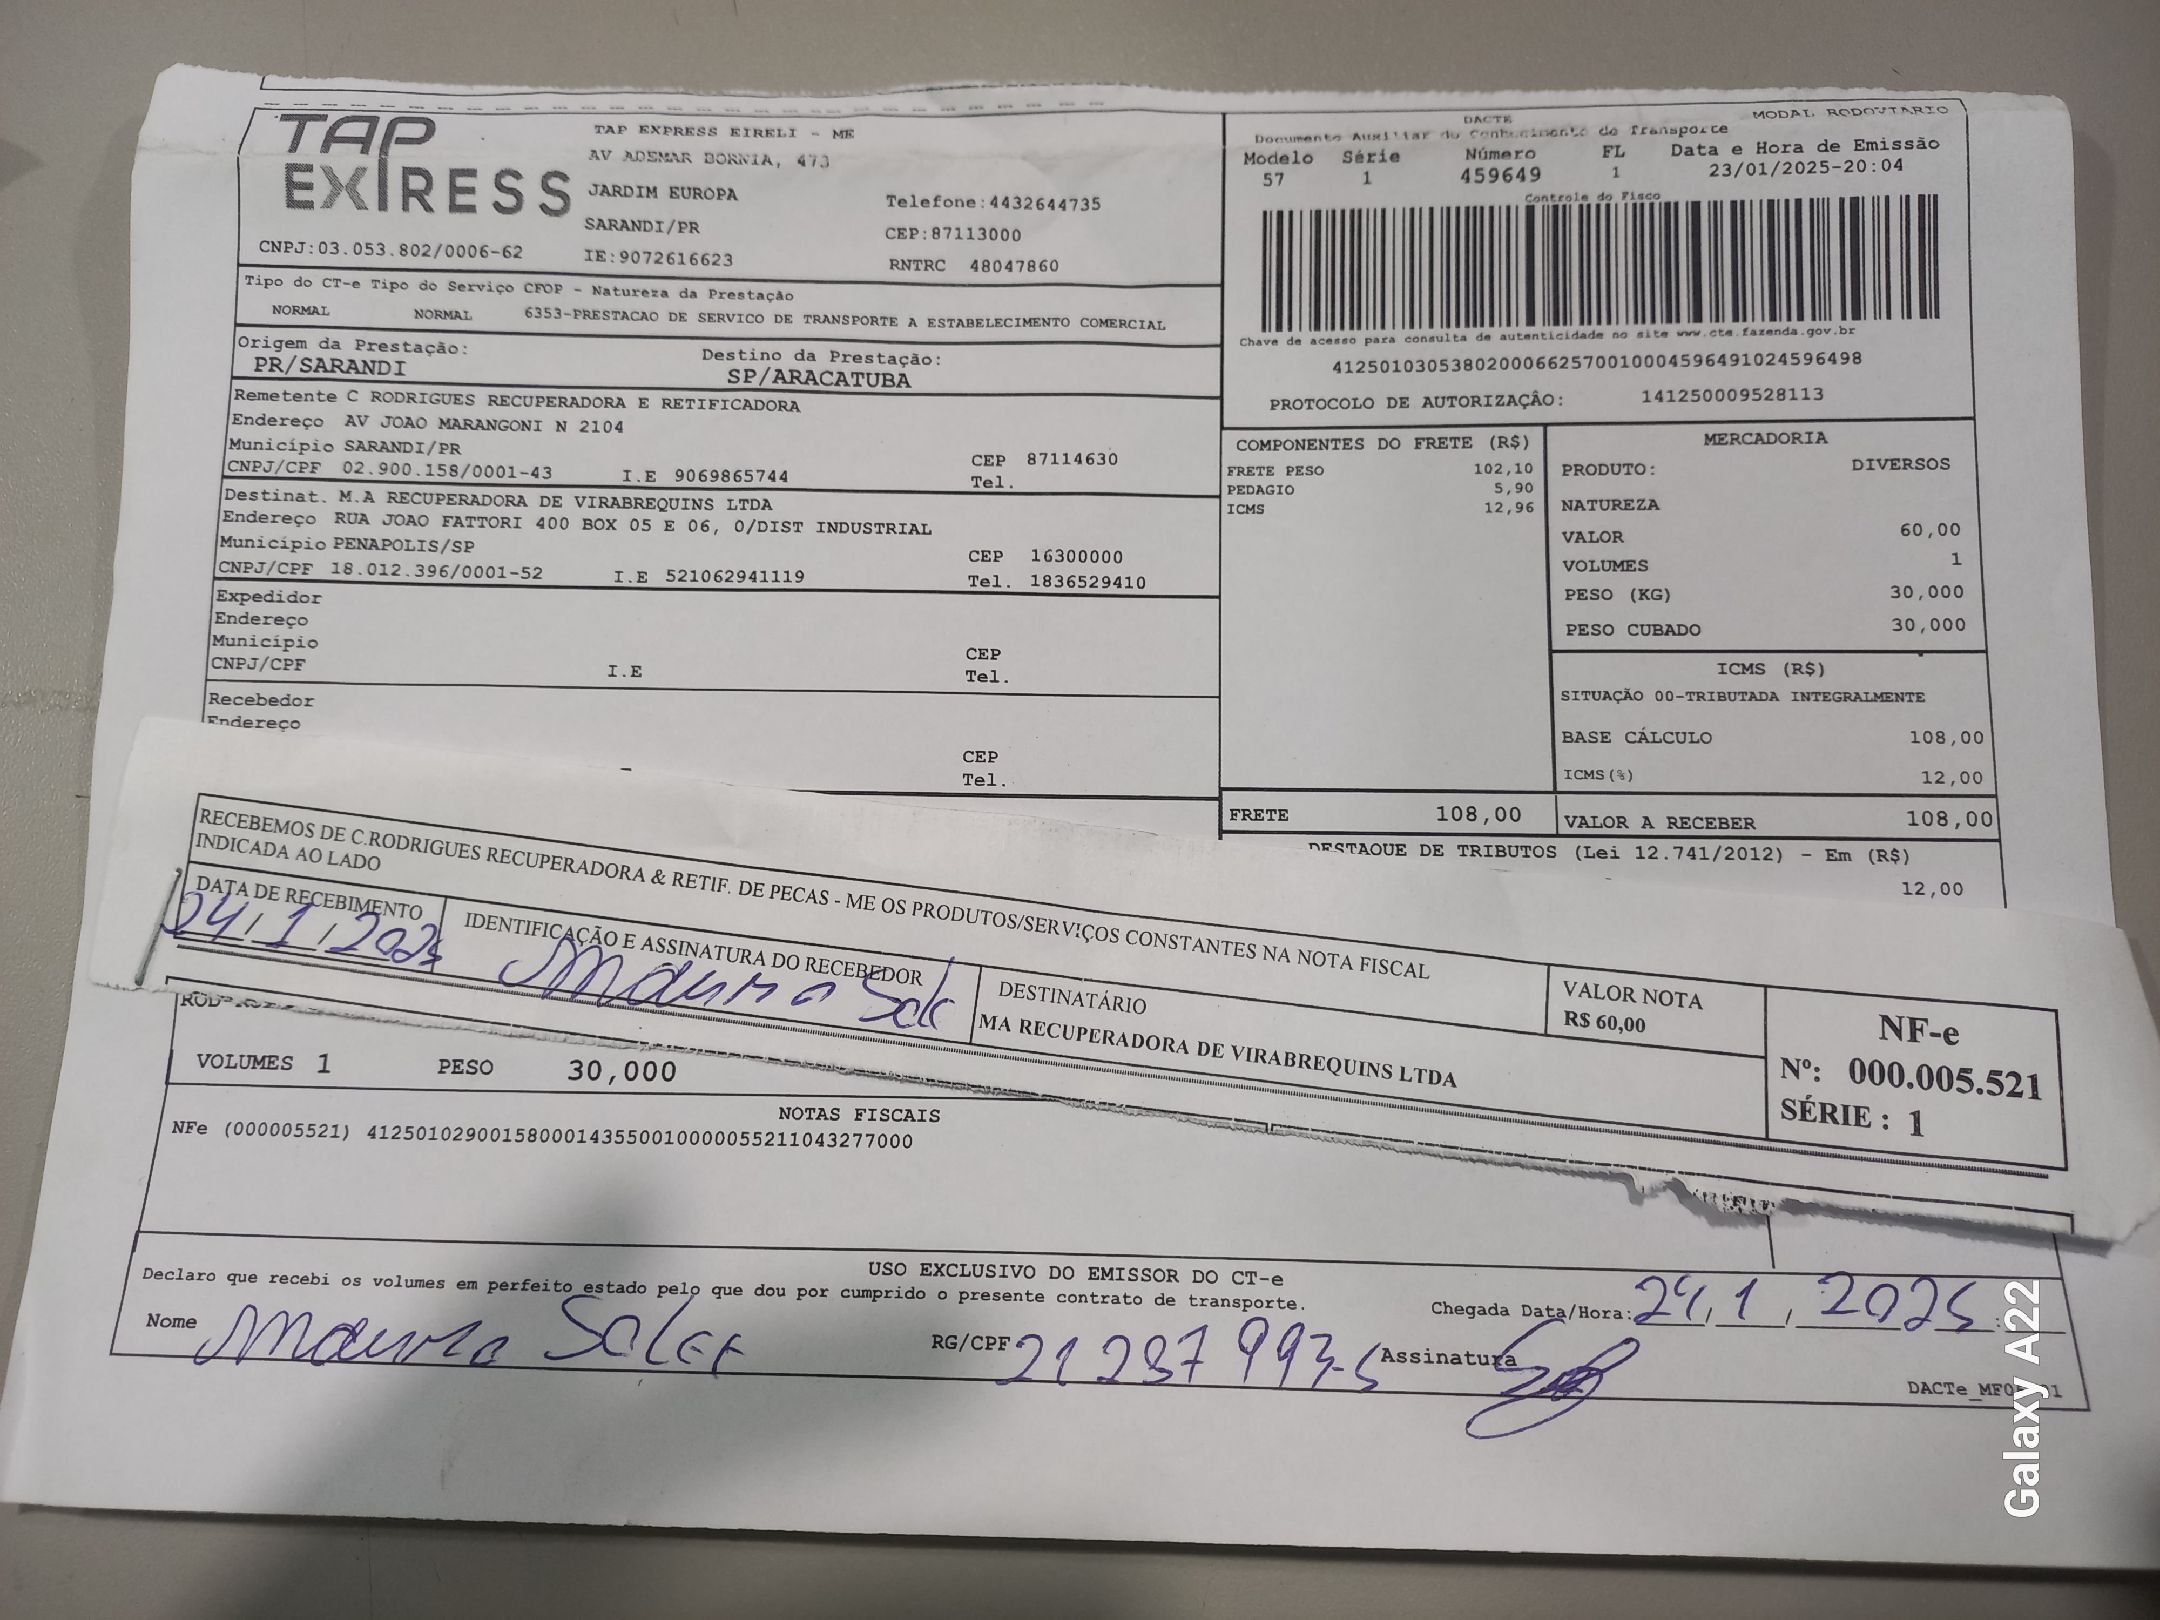 MODAL RODOVIÁRIO
TAP EXPRESS
TAP EXPRESS EIRELI - ME
AV ADEMAR BORNIA, 473
JARDIM EUROPA
SARANDI/PR
IE:9072616623
Telefone:4432644735
CEP:87113000
RNTRC 48047860
CNPJ:03.053.802/0006-62
DACTE
Documento Auxiliar do Conhecimento de Transporte
Modelo Série Número FL Data e Hora de Emissão
57 1 459649 1 23/01/2025-20:04
Controle do Fisco
Chave de acesso para consulta de autenticidade no site www.cte.fazenda.gov.br
41250103053802000662570010004596491024596498
PROTOCOLO DE AUTORIZAÇÂO: 141250009528113
Tipo do CT-e Tipo do Serviço CFOP - Natureza da Prestação
NORMAL NORMAL 6353-PRESTACAO DE SERVICO DE TRANSPORTE A ESTABELECIMENTO COMERCIAL
Origem da Prestação: Destino da Prestação:
PR/SARANDI SP/ARACATUBA
Remetente C RODRIGUES RECUPERADORA E RETIFICADORA
Endereço AV JOAO MARANGONI N 2104
Município SARANDI/PR CEP 87114630
CNPJ/CPF 02.900.158/0001-43 I.E 9069865744 Tel.
Destinat. M.A RECUPERADORA DE VIRABREQUINS LTDA
Endereço RUA JOAO FATTORI 400 BOX 05 E 06, 0/DIST INDUSTRIAL
Município PENAPOLIS/SP CEP 16300000
CNPJ/CPF 18.012.396/0001-52 I.E 521062941119 Tel. 1836529410
Expedidor
Endereço
Município CEP
CNPJ/CPF I.E Tel.
Recebedor
Endereço
CEP
Tel.
COMPONENTES DO FRETE (R$)
FRETE PESO 102,10
PEDAGIO 5,90
ICMS 12,96
MERCADORIA
PRODUTO: DIVERSOS
NATUREZA
VALOR 60,00
VOLUMES 1
PESO (KG) 30,000
PESO CUBADO 30,000
ICMS (R$)
SITUAÇÃO 00-TRIBUTADA INTEGRALMENTE
BASE CÁLCULO 108,00
ICMS(%) 12,00
FRETE 108,00 VALOR A RECEBER 108,00
DESTAQUE DE TRIBUTOS (Lei 12.741/2012) - Em (R$)
12,00
RECEBEMOS DE C.RODRIGUES RECUPERADORA & RETIF. DE PECAS - ME OS PRODUTOS/SERVIÇOS CONSTANTES NA NOTA FISCAL
INDICADA AO LADO
DATA DE RECEBIMENTO
24, 1, 2025
IDENTIFICAÇÃO E ASSINATURA DO RECEBEDOR
DESTINATÁRIO
MA RECUPERADORA DE VIRABREQUINS LTDA
VALOR NOTA
R$ 60,00
NF-e
Nº: 000.005.521
SÉRIE : 1
VOLUMES 1 PESO 30,000
NOTAS FISCAIS
NFe (000005521) 41250102900158000143550010000055211043277000
USO EXCLUSIVO DO EMISSOR DO CT-e
Declaro que recebi os volumes em perfeito estado pelo que dou por cumprido o presente contrato de transporte.
Chegada Data/Hora: 24, 1, 2025 :
Nome RG/CPF 21 237 993-5 Assinatura
Galaxy A22